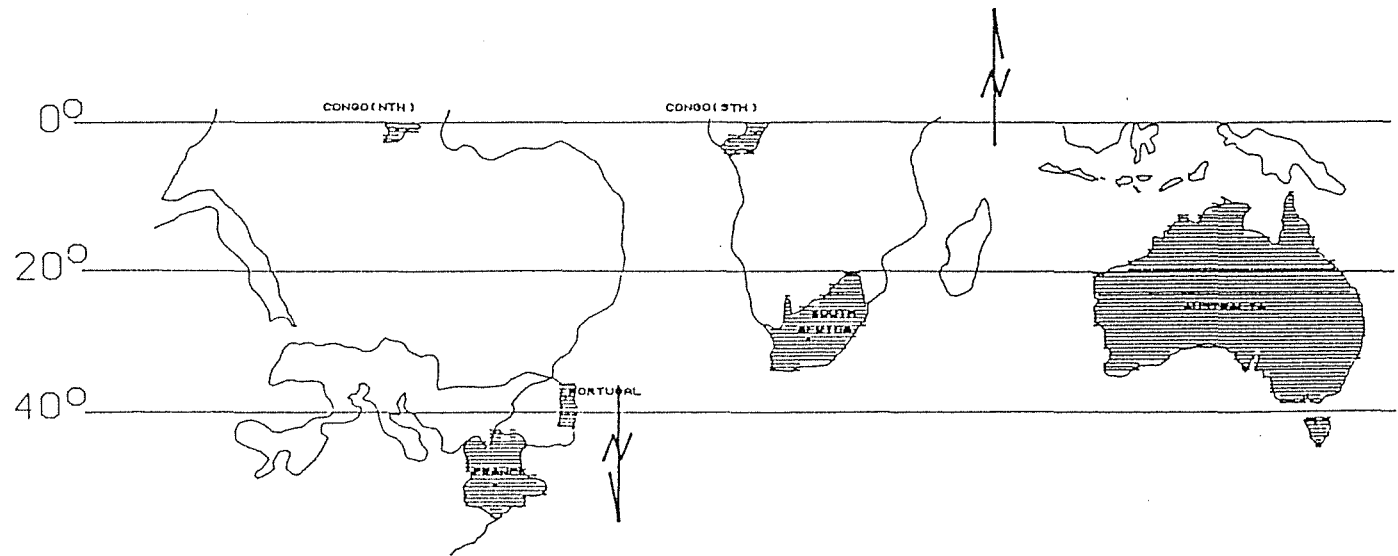 N
CONGO(NTH) CONGO(STH)
0°
20°
AUSTRALIA
SOUTH
AFRICA
PORTUGAL
40°
N
FRANCE